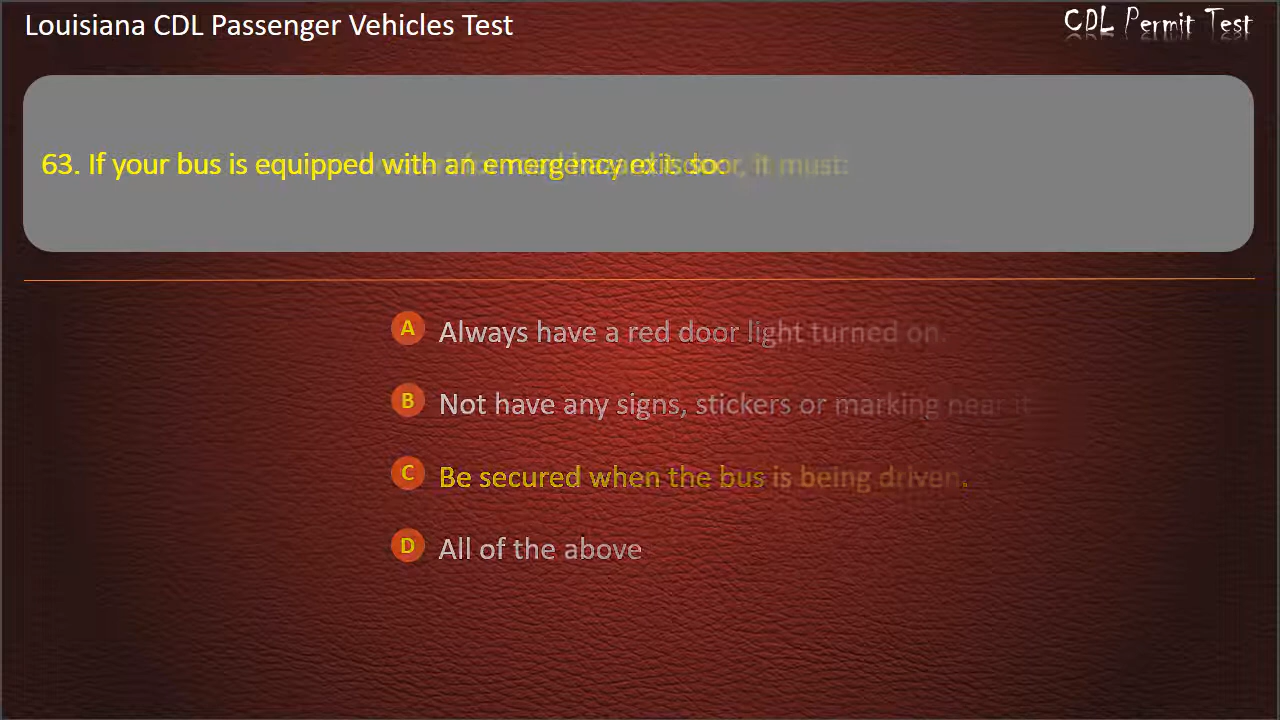 Louisiana CDL Passenger Vehicles Test
CDL Permit Test
63. If your bus is equipped with an emergency exit door, it must:
A Always have a red door light turned on.
B Not have any signs, stickers or marking near it
C Be secured when the bus is being driven.
D All of the above